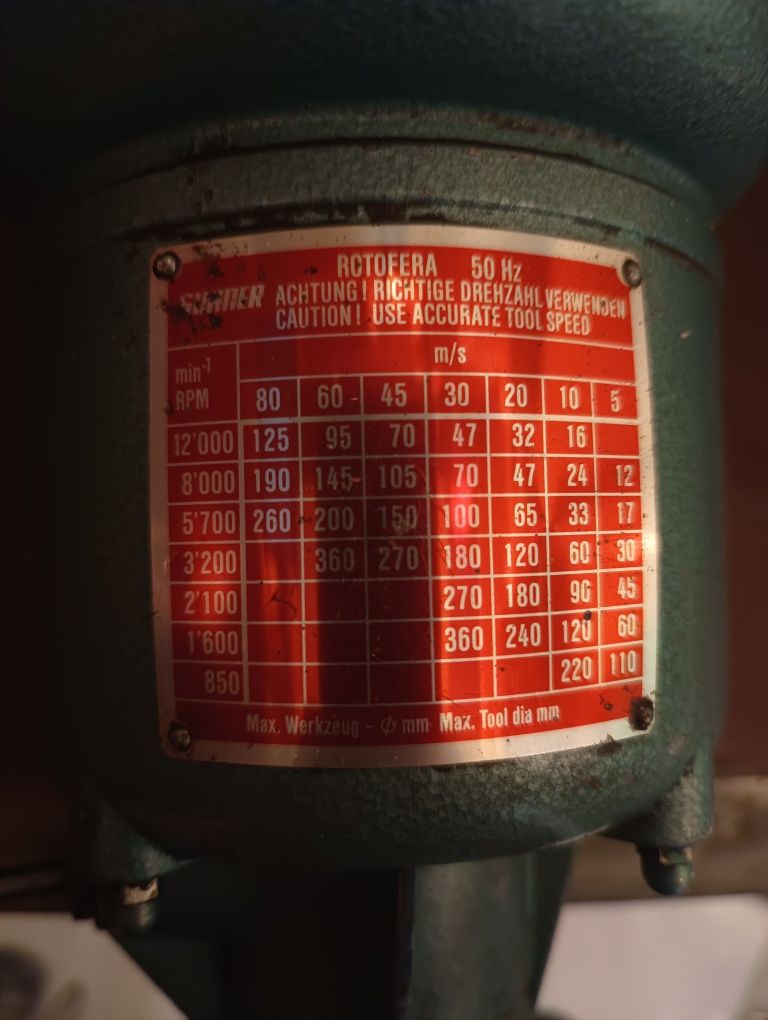 ROTOFERA 50 Hz
SUHNER ACHTUNG! RICHTIGE DREHZAHL VERWENDEN
CAUTION! USE ACCURATE TOOL SPEED
min-1 RPM m/s
80 60 45 30 20 10 5
12'000 125 95 70 47 32 16
8'000 190 145 105 70 47 24 12
5'700 260 200 150 100 65 33 17
3'200 360 270 180 120 60 30
2'100 270 180 90 45
1'600 360 240 120 60
850 220 110
Max. Werkzeug - Ø mm Max. Tool dia mm